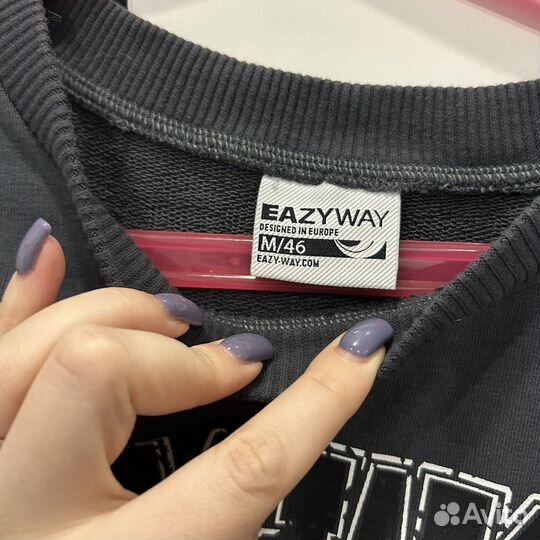 EAZYWAY
DESIGNED IN EUROPE
M/46
EAZY-WAY.COM
Avito